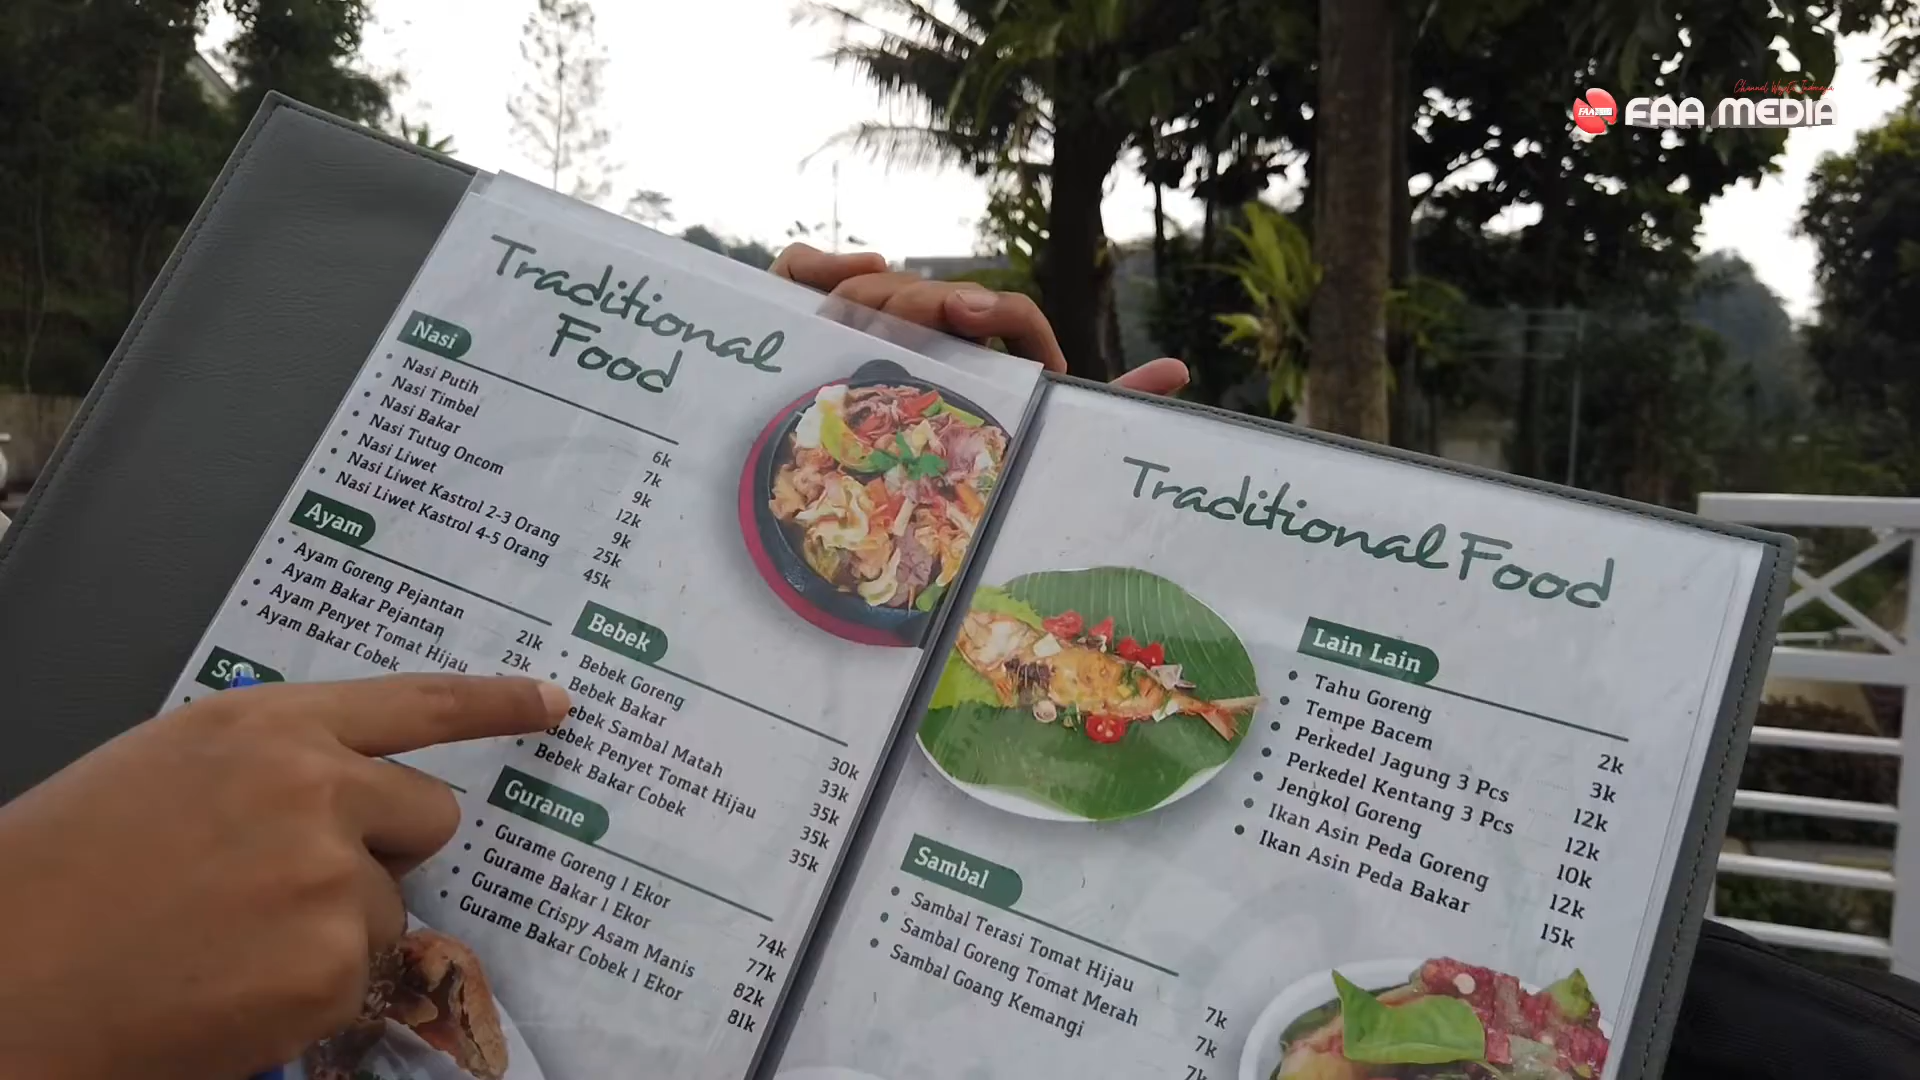 Channel Wisata Indonesia
FAA MEDIA
Traditional
Food
Nasi
Nasi Putih 6k
Nasi Timbel 7k
Nasi Bakar 9k
Nasi Tutug Oncom 12k
Nasi Liwet 9k
Nasi Liwet Kastrol 2-3 Orang 25k
Nasi Liwet Kastrol 4-5 Orang 45k
Ayam
Ayam Goreng Pejantan 21k
Ayam Bakar Pejantan 23k
Ayam Penyet Tomat Hijau
Ayam Bakar Cobek
Bebek
Bebek Goreng 30k
Bebek Bakar 33k
Bebek Sambal Matah 35k
Bebek Penyet Tomat Hijau 35k
Bebek Bakar Cobek 35k
Gurame
Gurame Goreng 1 Ekor 74k
Gurame Bakar 1 Ekor 77k
Gurame Crispy Asam Manis 82k
Gurame Bakar Cobek 1 Ekor 81k
Traditional Food
Lain Lain
Tahu Goreng 2k
Tempe Bacem 3k
Perkedel Jagung 3 Pcs 12k
Perkedel Kentang 3 Pcs 12k
Jengkol Goreng 10k
Ikan Asin Peda Goreng 12k
Ikan Asin Peda Bakar 15k
Sambal
Sambal Terasi Tomat Hijau 7k
Sambal Goreng Tomat Merah 7k
Sambal Goang Kemangi 7k